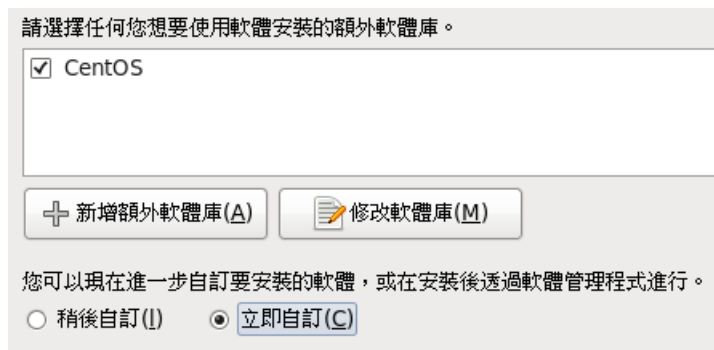 請選擇任何您想要使用軟體安裝的額外軟體庫。
CentOS
新增額外軟體庫(A) 修改軟體庫(M)
您可以現在進一步自訂要安裝的軟體，或在安裝後透過軟體管理程式進行。
稍後自訂(l) 立即自訂(C)